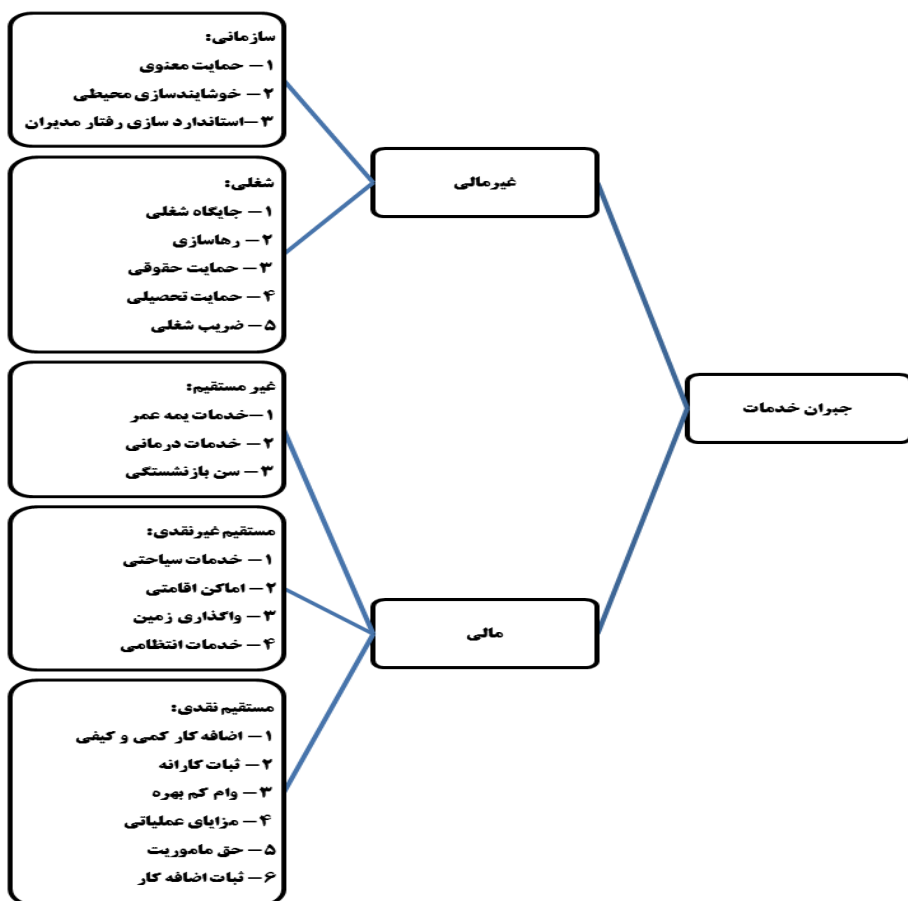 جبران خدمات
غیرمالی
سازمانی:
۱– حمایت معنوی
۲– خوشایندسازی محیطی
۳–استاندارد سازی رفتار مدیران
شغلی:
۱– جایگاه شغلی
۲– رهاسازی
۳– حمایت حقوقی
۴– حمایت تحصیلی
۵– ضریب شغلی
مالی
غیر مستقیم:
۱–خدمات یمه عمر
۲– خدمات درمانی
۳– سن بازنشستگی
مستقیم غیرنقدی:
۱– خدمات سیاحتی
۲– اماکن اقامتی
۳– واگذاری زمین
۴– خدمات انتظامی
مستقیم نقدی:
۱– اضافه کار کمی و کیفی
۲– ثبات کارانه
۳– وام کم بهره
۴– مزایای عملیاتی
۵– حق ماموریت
۶– ثبات اضافه کار